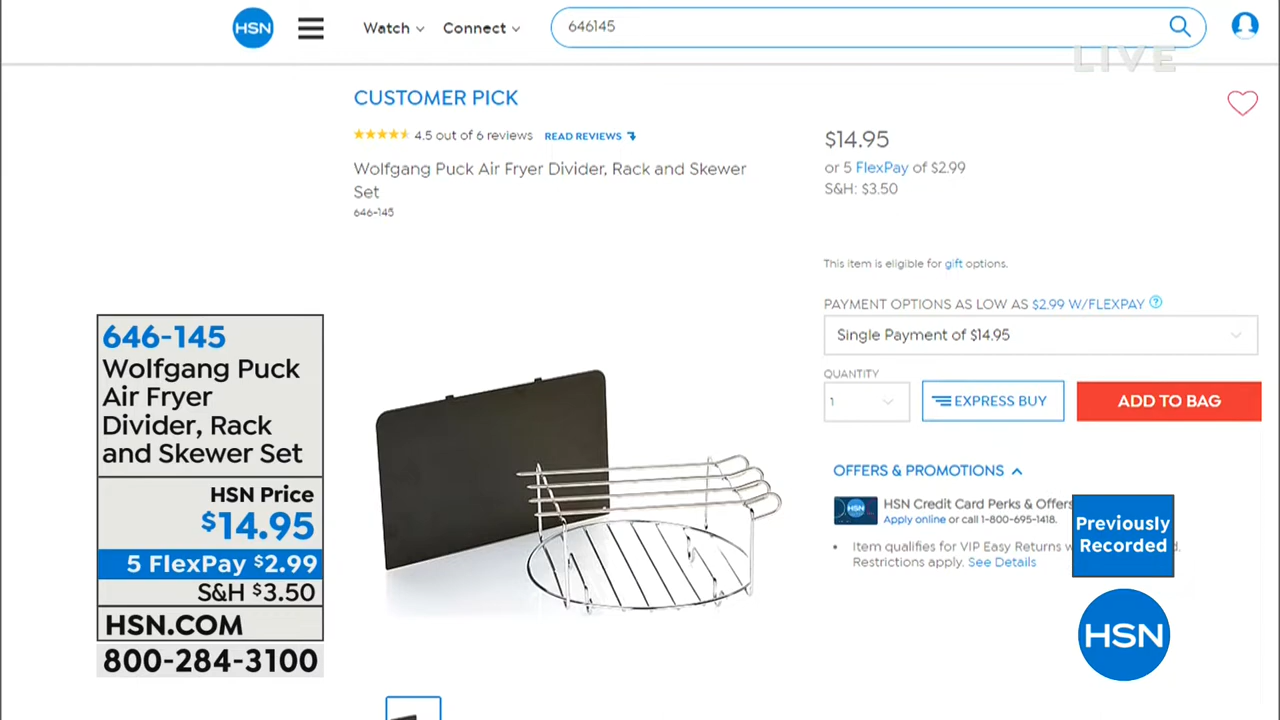 HSN
Watch
Connect
646145
LIVE
CUSTOMER PICK
4.5 out of 6 reviews READ REVIEWS
Wolfgang Puck Air Fryer Divider, Rack and Skewer
Set
646-145
$14.95
or 5 FlexPay of $2.99
S&H: $3.50
This item is eligible for gift options.
PAYMENT OPTIONS AS LOW AS $2.99 W/FLEXPAY ?
Single Payment of $14.95
QUANTITY
1
EXPRESS BUY
ADD TO BAG
OFFERS & PROMOTIONS
HSN
HSN Credit Card Perks & Offers
Apply online or call 1-800-695-1418.
Item qualifies for VIP Easy Returns
Restrictions apply. See Details
646-145
Wolfgang Puck
Air Fryer
Divider, Rack
and Skewer Set
HSN Price
$14.95
5 FlexPay $2.99
S&H $3.50
HSN.COM
800-284-3100
Previously
Recorded
HSN